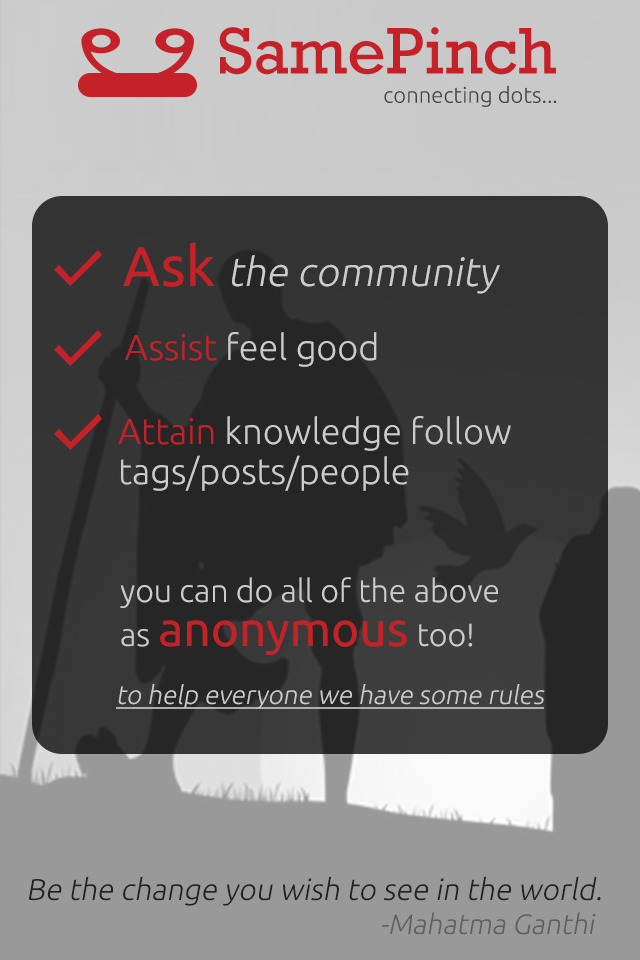 SamePinch
connecting dots...
Ask the community
Assist feel good
Attain knowledge follow
tags/posts/people
you can do all of the above
as anonymous too!
to help everyone we have some rules
Be the change you wish to see in the world.
-Mahatma Ganthi